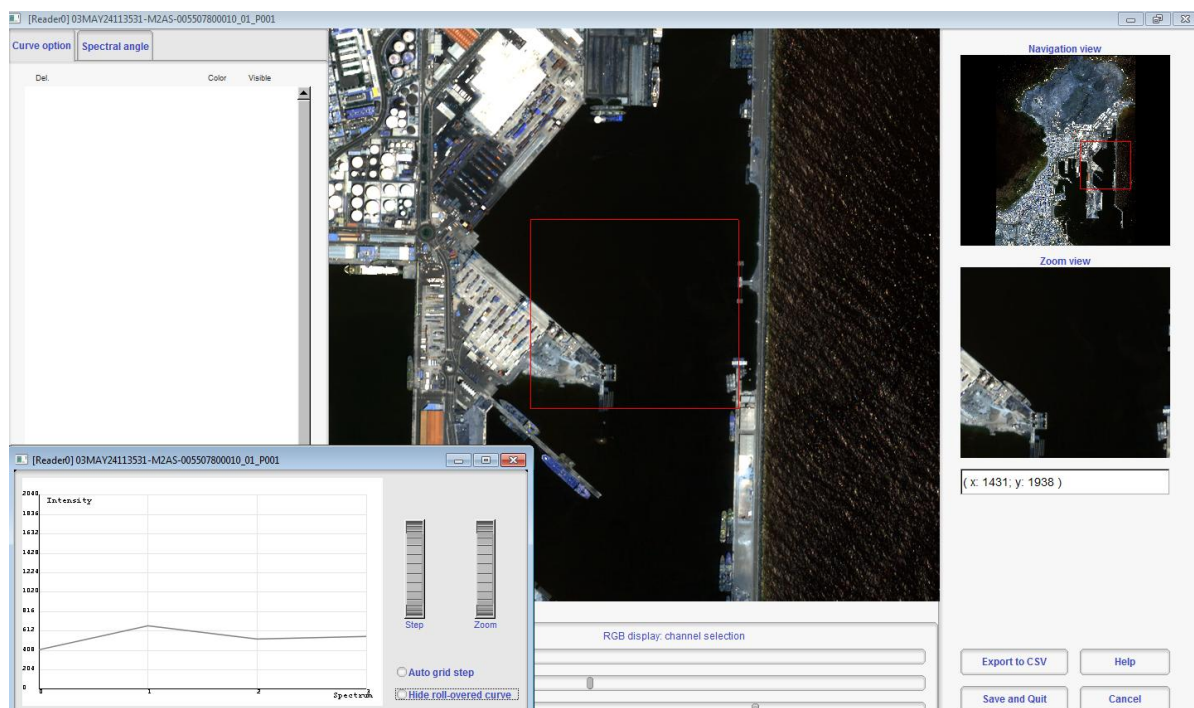 [Reader0] 03MAY24113531-M2AS-005507800010_01_P001
Curve option
Spectral angle
Del.
Color
Visible
Navigation view
Zoom view
( x: 1431; y: 1938 )
[Reader0] 03MAY24113531-M2AS-005507800010_01_P001
Intensity
2040
1836
1632
1428
1224
1020
816
612
408
204
0
0
1
2
3
Spectrum
Step
Zoom
Auto grid step
Hide roll-overed curve
RGB display: channel selection
Export to CSV
Help
Save and Quit
Cancel